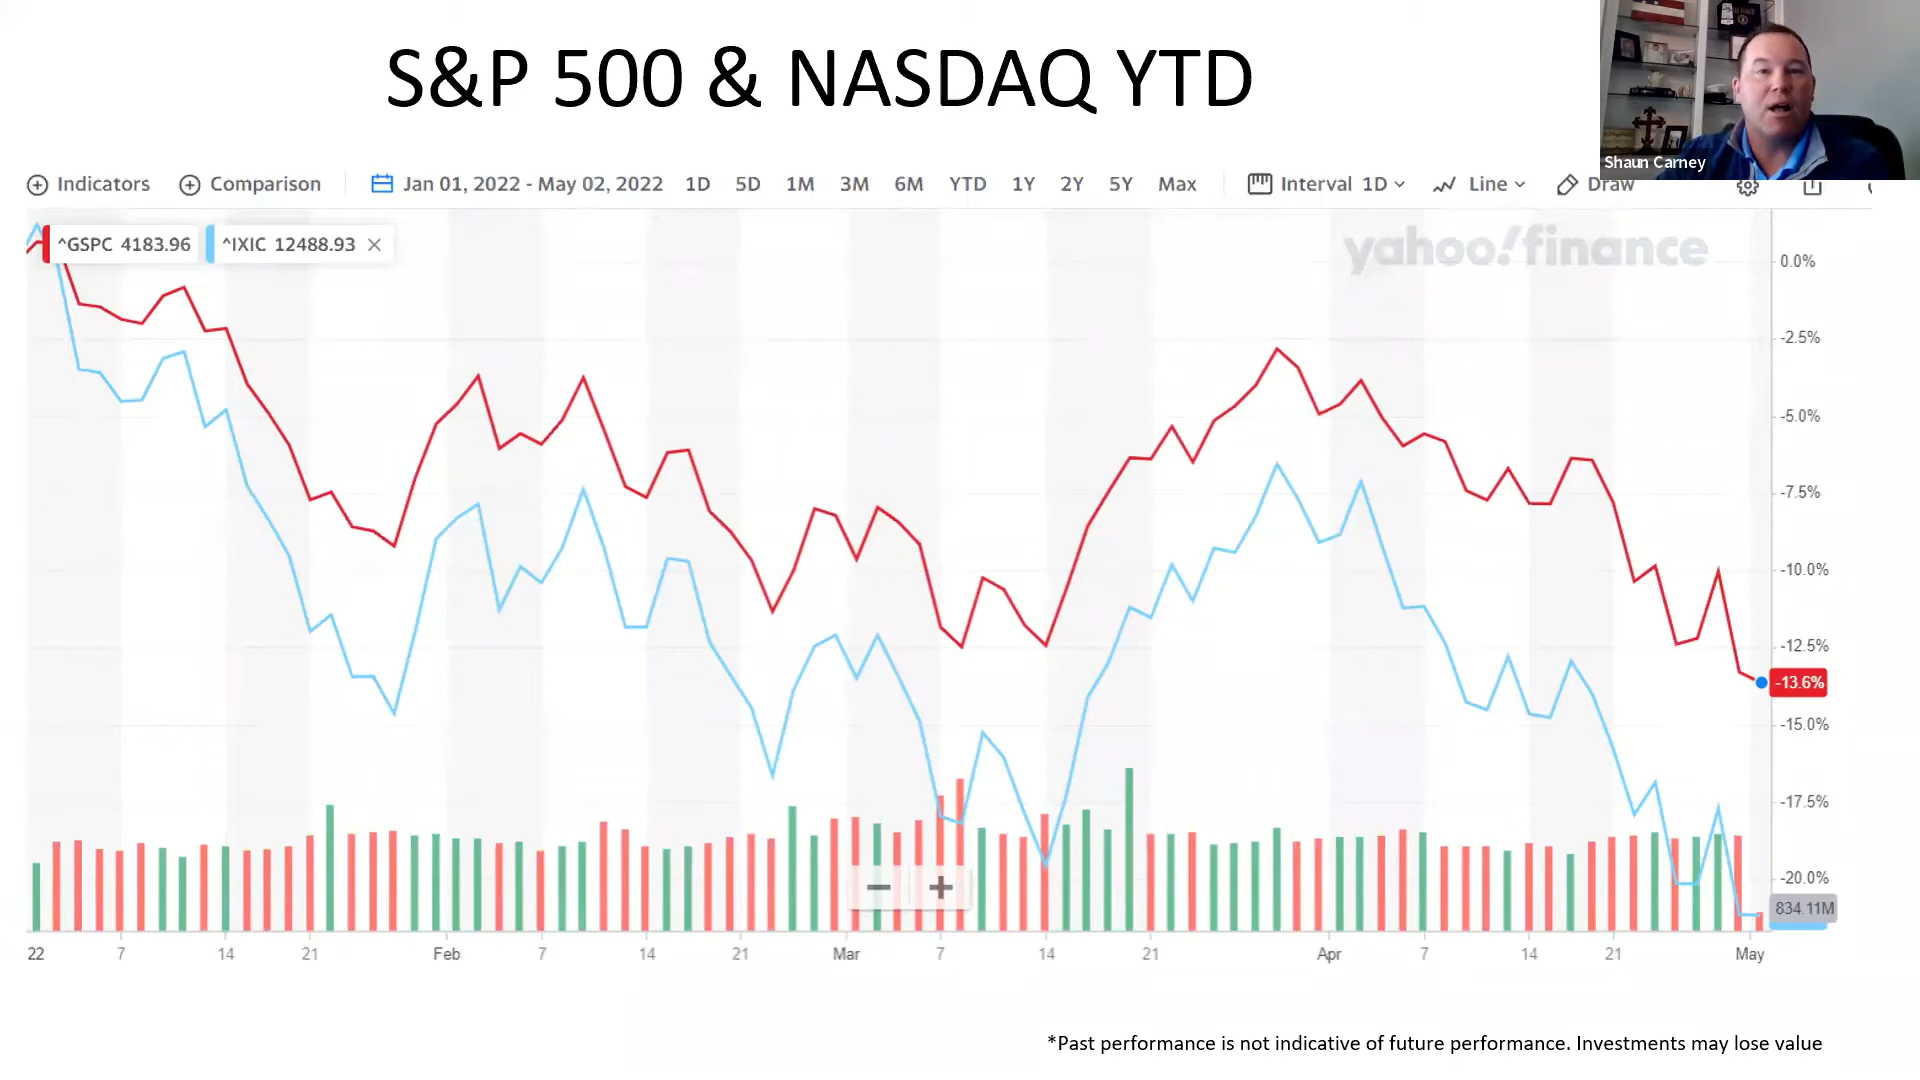 S&P 500 & NASDAQ YTD
Shaun Carney
Indicators Comparison Jan 01, 2022 - May 02, 2022 1D 5D 1M 3M 6M YTD 1Y 2Y 5Y Max Interval 1D Line Draw
^GSPC 4183.96 ^IXIC 12488.93
yahoo!finance
0.0%
-2.5%
-5.0%
-7.5%
-10.0%
-12.5%
-13.6%
-15.0%
-17.5%
-20.0%
834.11M
22 7 14 21 Feb 7 14 21 Mar 7 14 21 Apr 7 14 21 May
*Past performance is not indicative of future performance. Investments may lose value